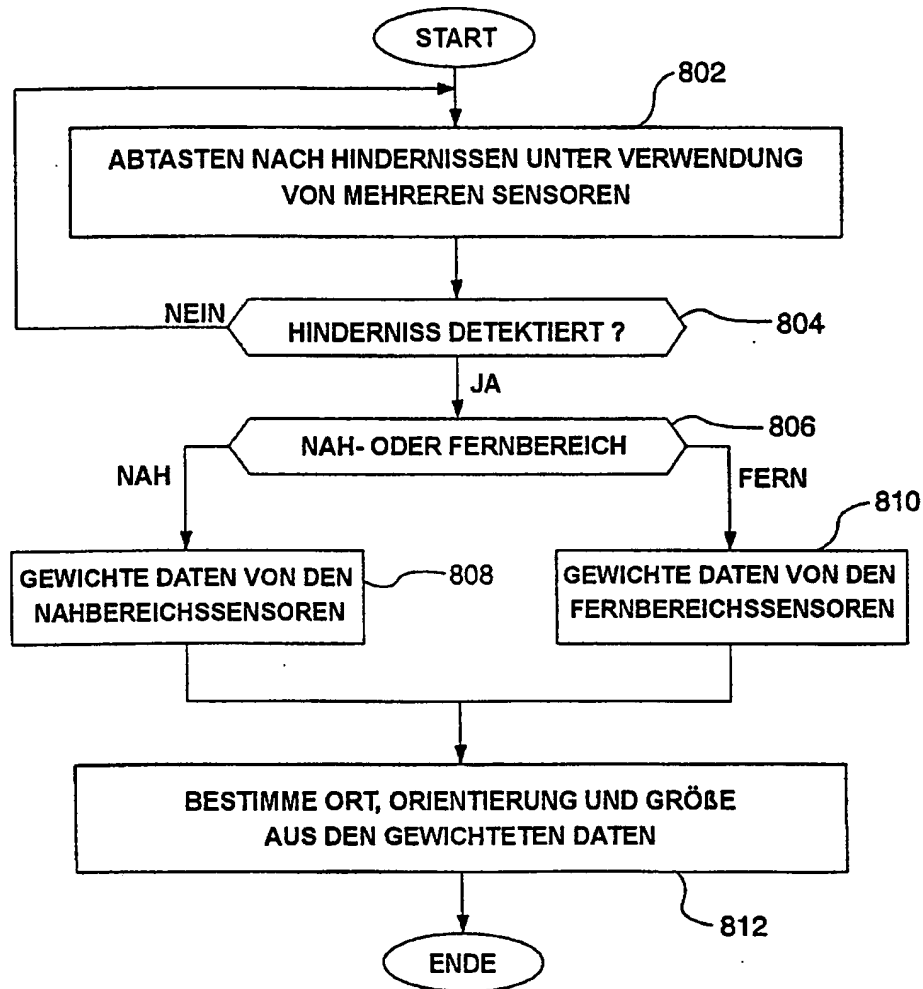 START
802
ABTASTEN NACH HINDERNISSEN UNTER VERWENDUNG
VON MEHREREN SENSOREN
NEIN
HINDERNISS DETEKTIERT ?
804
JA
NAH- ODER FERNBEREICH
806
NAH
FERN
810
GEWICHTE DATEN VON DEN
NAHBEREICHSSENSOREN
808
GEWICHTE DATEN VON DEN
FERNBEREICHSSENSOREN
BESTIMME ORT, ORIENTIERUNG UND GRÖßE
AUS DEN GEWICHTETEN DATEN
812
ENDE